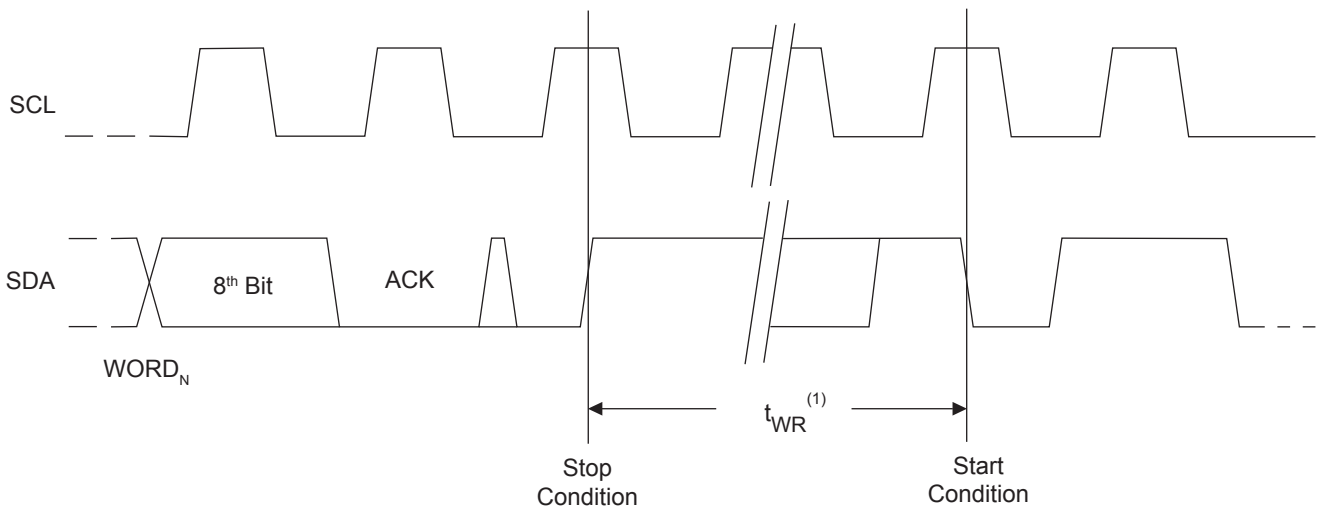 SCL
SDA
8th Bit
ACK
WORDN
tWR(1)
Stop
Condition
Start
Condition